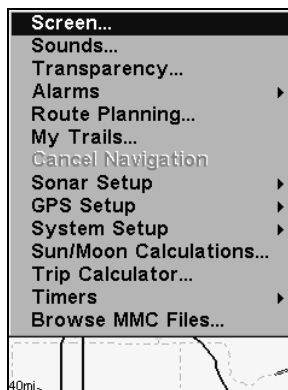 Screen...
Sounds...
Transparency...
Alarms
Route Planning...
My Trails...
Cancel Navigation
Sonar Setup
GPS Setup
System Setup
Sun/Moon Calculations...
Trip Calculator...
Timers
Browse MMC Files...
40mi